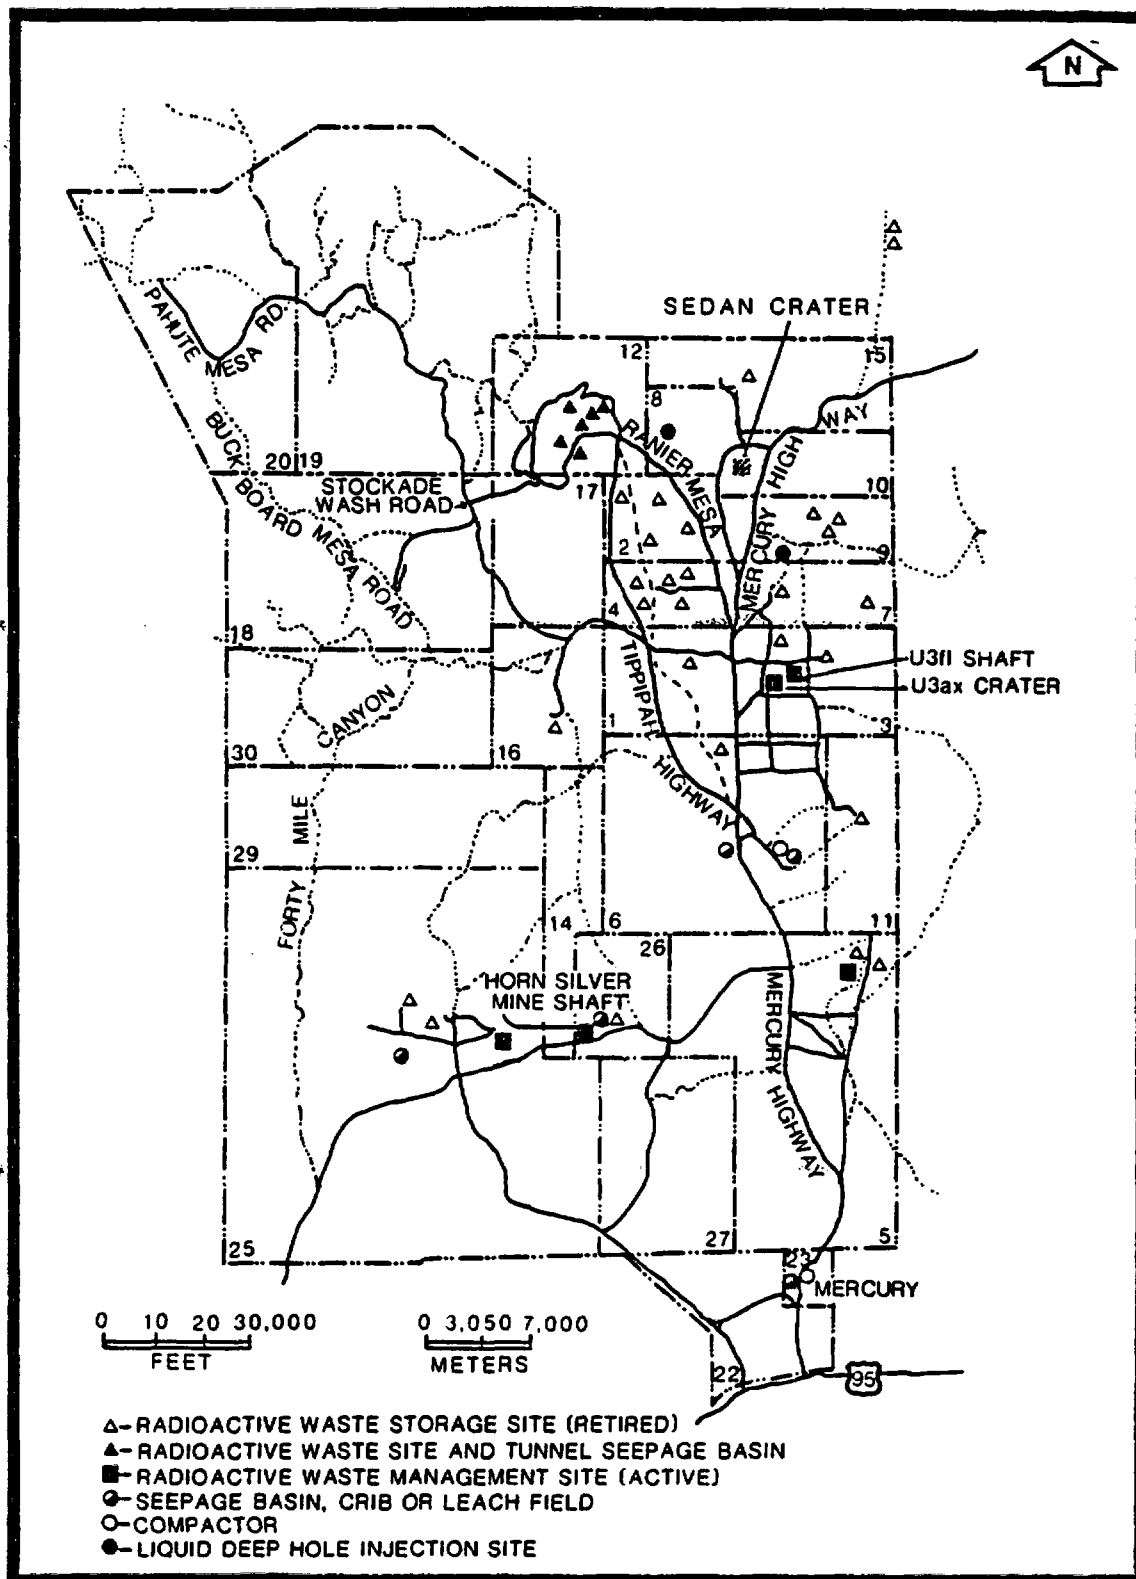 N
SEDAN CRATER
12
15
8
PAHUTE
MESA
RD
HIGH
WAY
RANIER
MESA
BUCK
BOARD
MESA
ROAD
20
19
STOCKADE
WASH ROAD
17
10
MERCURY
2
9
4
7
18
TIPPIPAH
HIGHWAY
U3fl SHAFT
U3ax CRATER
CANYON
1
3
30
16
MILE
FORTY
29
14
6
11
26
HORN SILVER
MINE SHAFT
MERCURY
HIGHWAY
25
27
5
23
MERCURY
0 10 20 30,000
FEET
0 3,050 7,000
METERS
22
95
RADIOACTIVE WASTE STORAGE SITE (RETIRED)
RADIOACTIVE WASTE SITE AND TUNNEL SEEPAGE BASIN
RADIOACTIVE WASTE MANAGEMENT SITE (ACTIVE)
SEEPAGE BASIN, CRIB OR LEACH FIELD
COMPACTOR
LIQUID DEEP HOLE INJECTION SITE